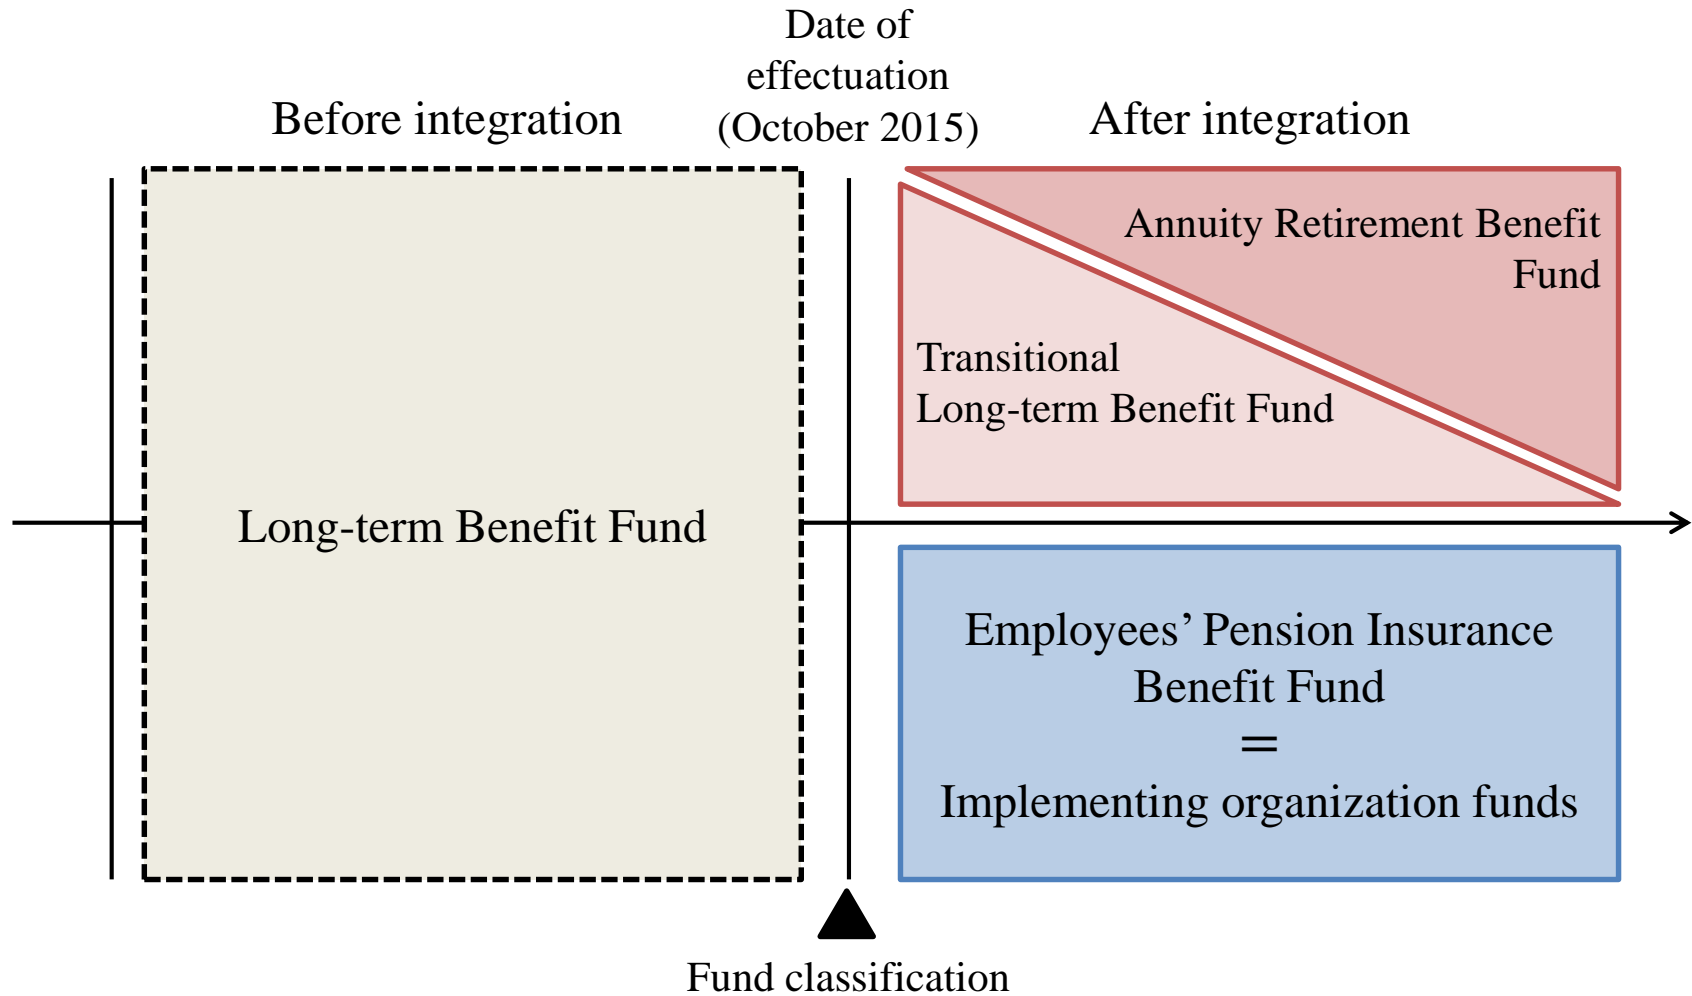 Date of
effectuation
(October 2015)
Before integration
After integration
Annuity Retirement Benefit
Fund
Transitional
Long-term Benefit Fund
Long-term Benefit Fund
Employees’ Pension Insurance
Benefit Fund
=
Implementing organization funds
Fund classification